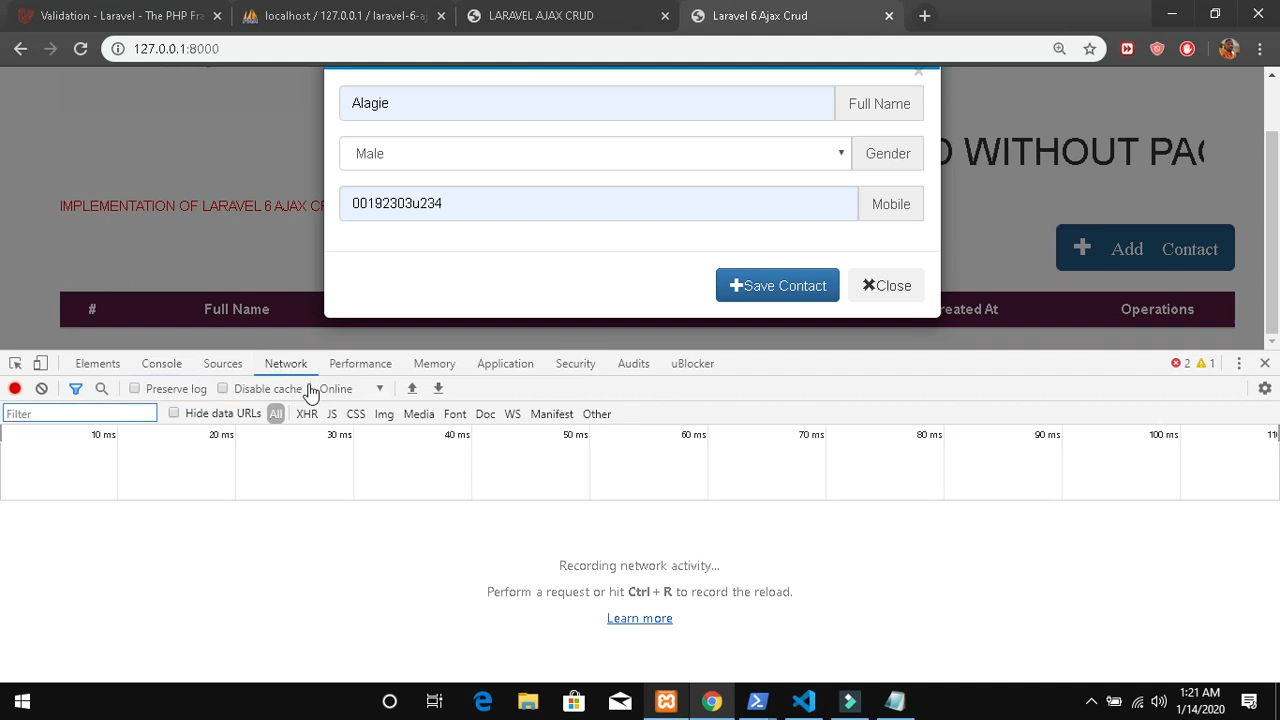 Validation - Laravel - The PHP Fra
localhost / 127.0.0.1 / laravel-6-aj
LARAVEL AJAX CRUD
Laravel 6 Ajax Crud
127.0.0.1:8000
Alagie
Full Name
Male
Gender
D WITHOUT PAG
00192303u234
Mobile
IMPLEMENTATION OF LARAVEL 6 AJAX CR
Add Contact
Save Contact
Close
#
Full Name
reated At
Operations
Elements
Console
Sources
Network
Performance
Memory
Application
Security
Audits
uBlocker
2
1
Preserve log
Disable cache
Online
Filter
Hide data URLs
All
XHR
JS
CSS
Img
Media
Font
Doc
WS
Manifest
Other
10 ms
20 ms
30 ms
40 ms
50 ms
60 ms
70 ms
80 ms
90 ms
100 ms
11
Recording network activity...
Perform a request or hit Ctrl + R to record the reload.
Learn more
1:21 AM
1/14/2020